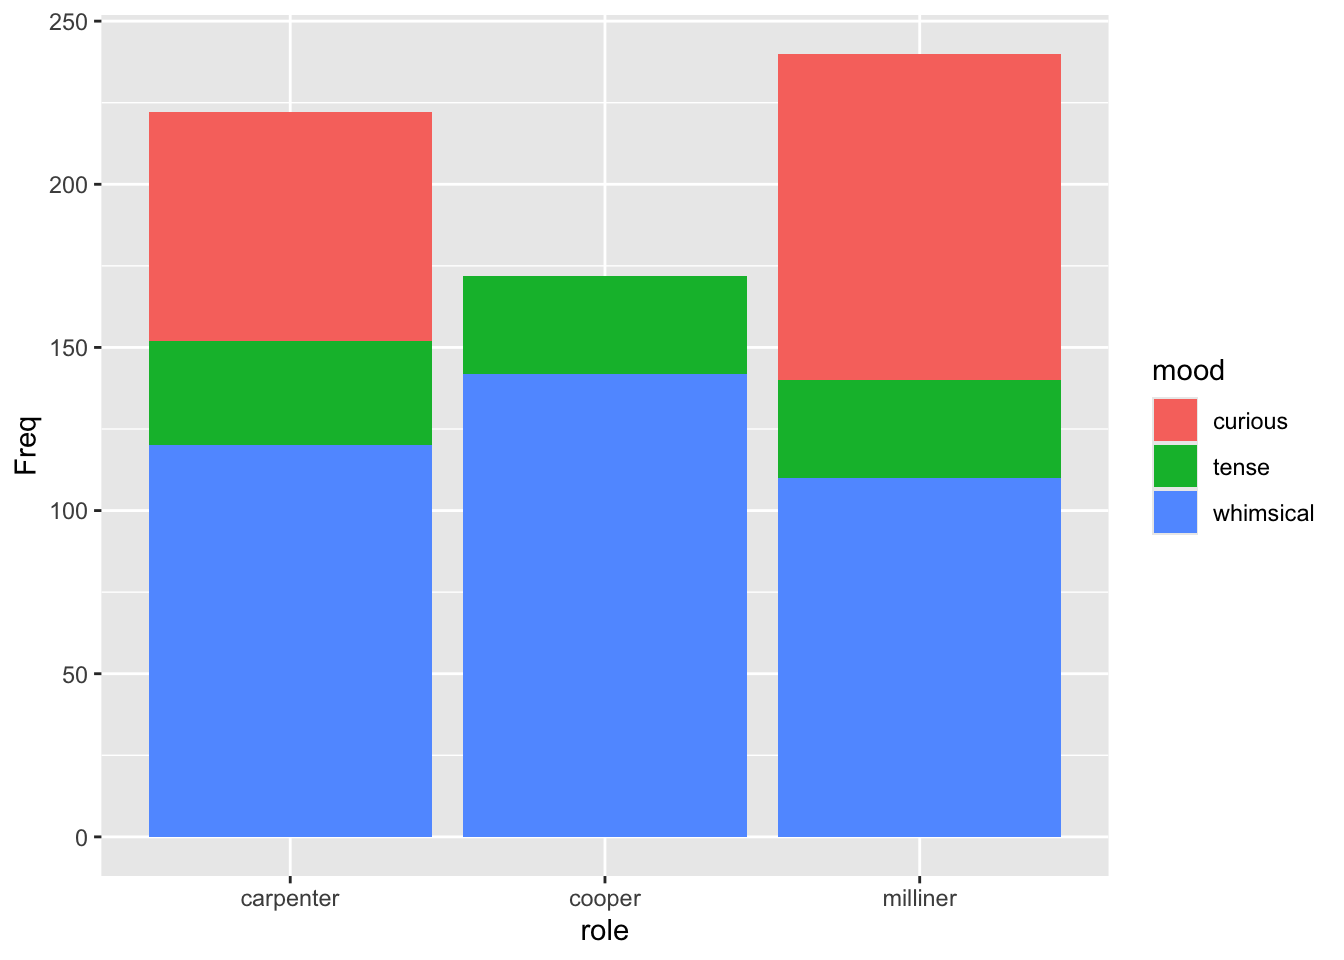 250
200
150
100
50
0
Freq
carpenter cooper milliner
role
mood
curious
tense
whimsical